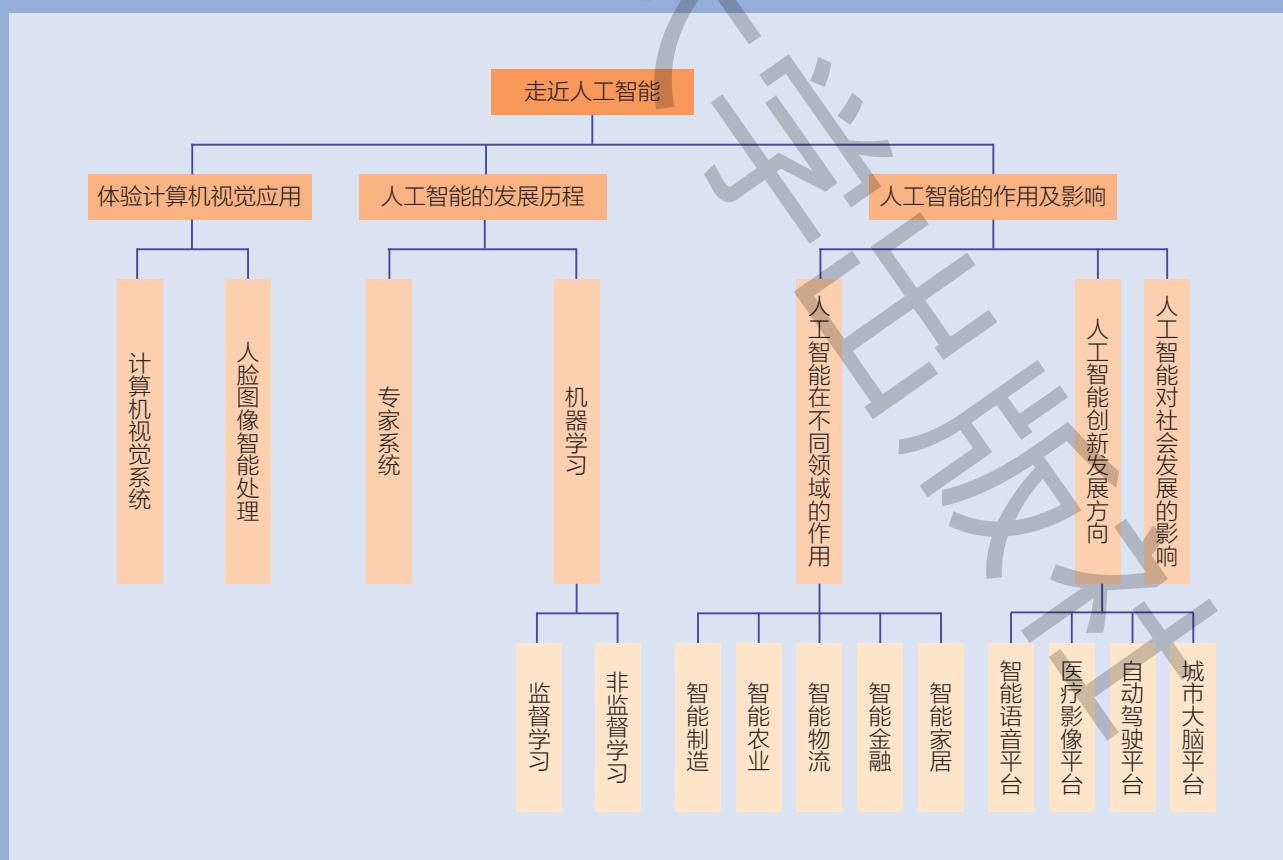 走近人工智能
体验计算机视觉应用
人工智能的发展历程
人工智能的作用及影响
计算机视觉系统
人脸图像智能处理
专家系统
机器学习
人工智能在不同领域的作用
人工智能创新发展方向
人工智能对社会发展的影响
监督学习
非监督学习
智能制造
智能农业
智能物流
智能金融
智能家居
智能语音平台
医疗影像平台
自动驾驶平台
城市大脑平台
学出版社